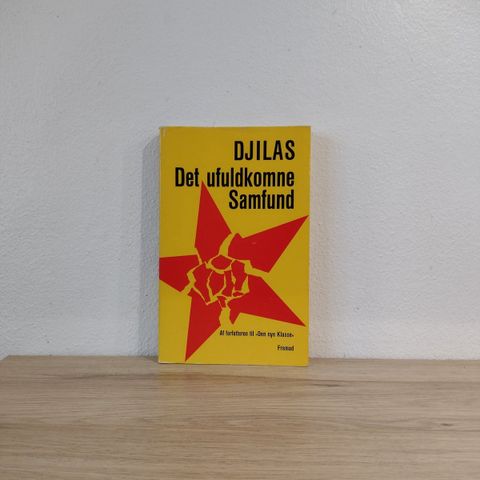 DJILAS
Det ufuldkomne
Samfund
Af forfatteren til »Den nye Klasse«
Fremad